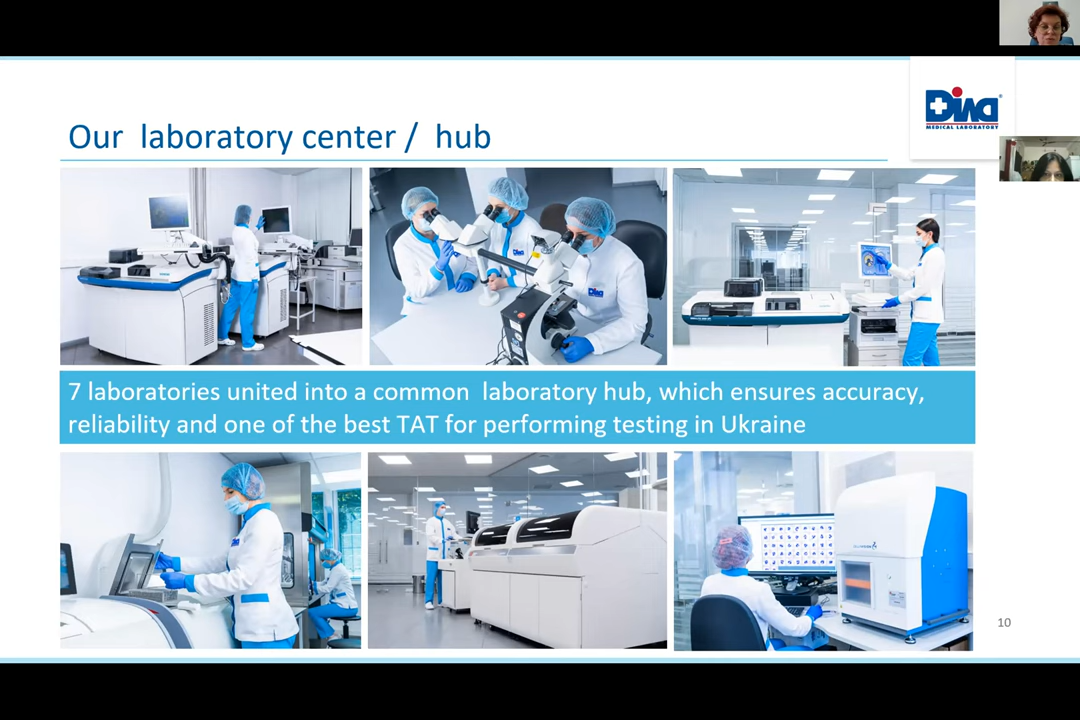 Dila
MEDICAL LABORATORY
Our laboratory center / hub
7 laboratories united into a common laboratory hub, which ensures accuracy,
reliability and one of the best TAT for performing testing in Ukraine
10